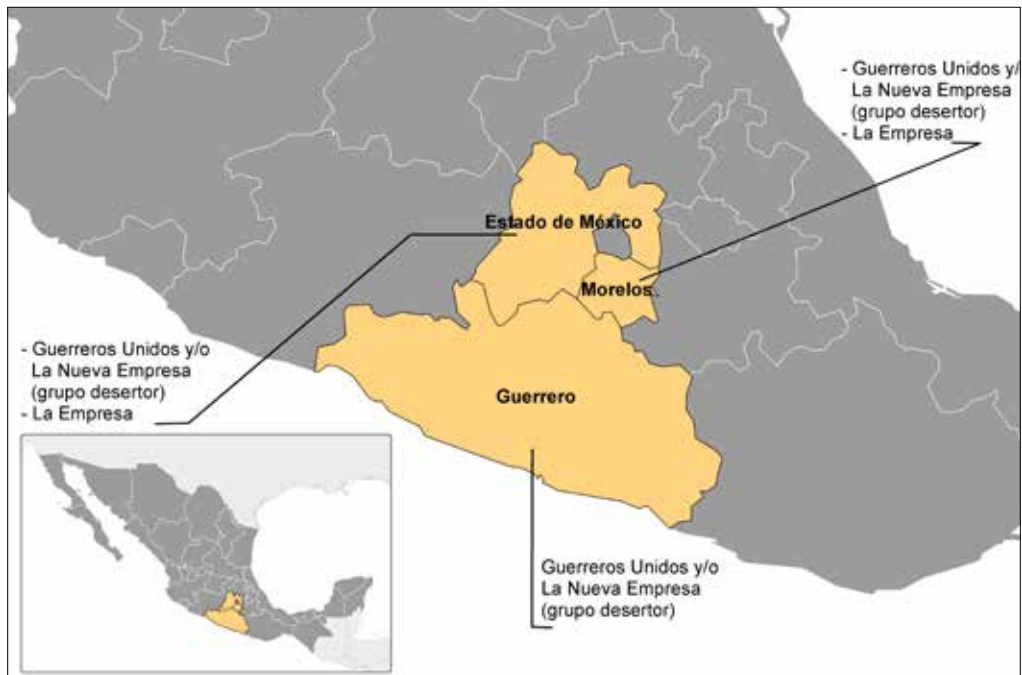 - Guerreros Unidos y/o
La Nueva Empresa
(grupo desertor)
- La Empresa
Estado de México
Morelos
- Guerreros Unidos y/o
La Nueva Empresa
(grupo desertor)
- La Empresa
Guerrero
Guerreros Unidos y/o
La Nueva Empresa
(grupo desertor)